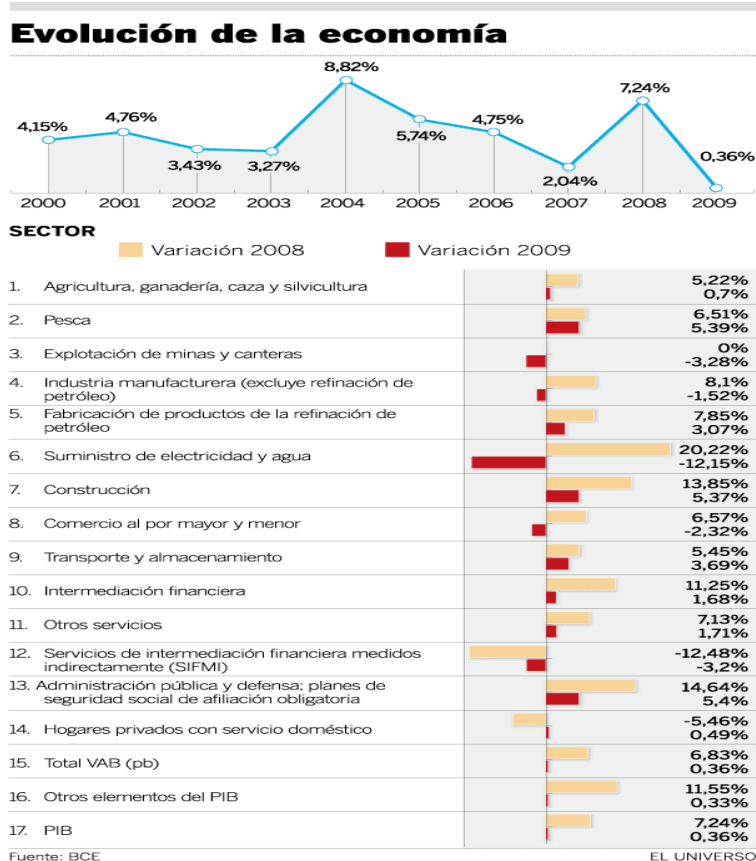 Evolución de la economía
4,15%
4,76%
3,43%
3,27%
8,82%
5,74%
4,75%
2,04%
7,24%
0,36%
2000 2001 2002 2003 2004 2005 2006 2007 2008 2009
SECTOR
Variación 2008 Variación 2009
1. Agricultura, ganadería, caza y silvicultura
5,22%
0,7%
2. Pesca
6,51%
5,39%
3. Explotación de minas y canteras
0%
-3,28%
4. Industria manufacturera (excluye refinación de
petróleo)
8,1%
-1,52%
5. Fabricación de productos de la refinación de
petróleo
7,85%
3,07%
6. Suministro de electricidad y agua
20,22%
-12,15%
7. Construcción
13,85%
5,37%
8. Comercio al por mayor y menor
6,57%
-2,32%
9. Transporte y almacenamiento
5,45%
3,69%
10. Intermediación financiera
11,25%
1,68%
11. Otros servicios
7,13%
1,71%
12. Servicios de intermediación financiera medidos
indirectamente (SIFMI)
-12,48%
-3,2%
13. Administración pública y defensa; planes de
seguridad social de afiliación obligatoria
14,64%
5,4%
14. Hogares privados con servicio doméstico
-5,46%
0,49%
15. Total VAB (pb)
6,83%
0,36%
16. Otros elementos del PIB
11,55%
0,33%
17. PIB
7,24%
0,36%
Fuente: BCE
EL UNIVERSO